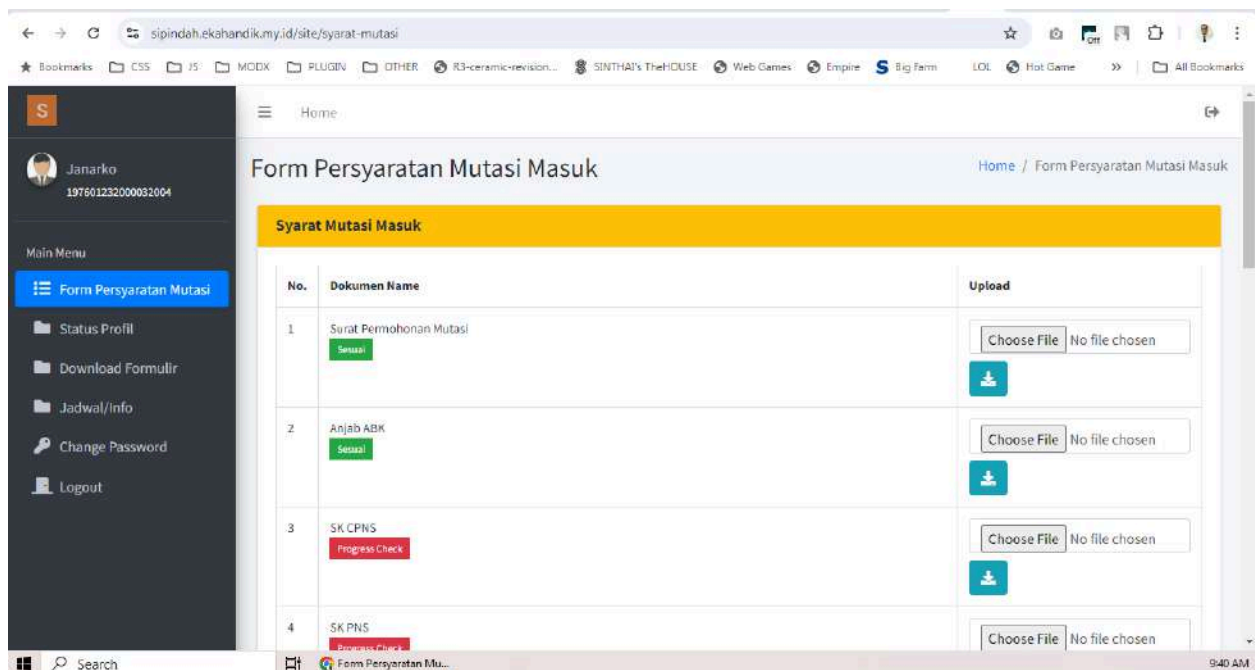 sipindah.ekahandik.my.id/site/syarat-mutasi
Off
Bookmarks CSS JS MODX PLUGIN OTHER R3-ceramic-revision... SINTHAI's TheHOUSE Web Games Empire Big Farm LOL Hot Game All Bookmarks
S
Home
Janarko
197601232000032004
Form Persyaratan Mutasi Masuk
Home / Form Persyaratan Mutasi Masuk
Syarat Mutasi Masuk
Main Menu
Form Persyaratan Mutasi
Status Profil
Download Formulir
Jadwal/Info
Change Password
Logout
No. Dokumen Name Upload
1 Surat Permohonan Mutasi
Sesuai
Choose File No file chosen
2 Anjab ABK
Sesuai
Choose File No file chosen
3 SK CPNS
Progress Check
Choose File No file chosen
4 SK PNS
Progress Check
Choose File No file chosen
Search
Form Persyaratan Mu...
9:40 AM